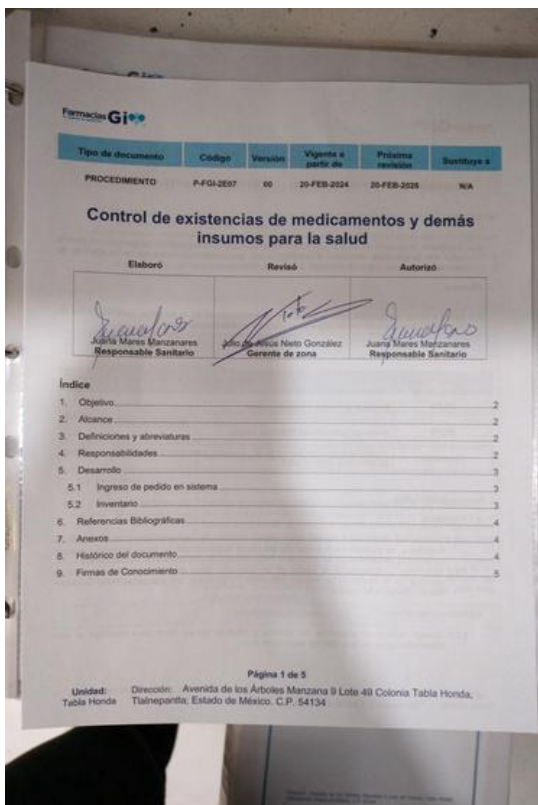 Farmacias Gi
Tipo de documento Código Versión Vigente a partir de Próxima revisión Sustituye a
PROCEDIMIENTO P-FGI-2E07 00 20-FEB-2024 20-FEB-2026 N/A
Control de existencias de medicamentos y demás
insumos para la salud
Elaboró Revisó Autorizó
Juana Mares Manzanares Julio de Jesús Nieto González Juana Mares Manzanares
Responsable Sanitario Gerente de zona Responsable Sanitario
Índice
1. Objetivo 2
2. Alcance 2
3. Definiciones y abreviaturas 2
4. Responsabilidades 2
5. Desarrollo 3
5.1 Ingreso de pedido en sistema 3
5.2 Inventario 3
6. Referencias Bibliográficas 4
7. Anexos 4
8. Histórico del documento 4
9. Firmas de Conocimiento 5
Página 1 de 5
Unidad: Dirección: Avenida de los Árboles Manzana 9 Lote 49 Colonia Tabla Honda,
Tabla Honda Tlalnepantla, Estado de México. C.P. 54134